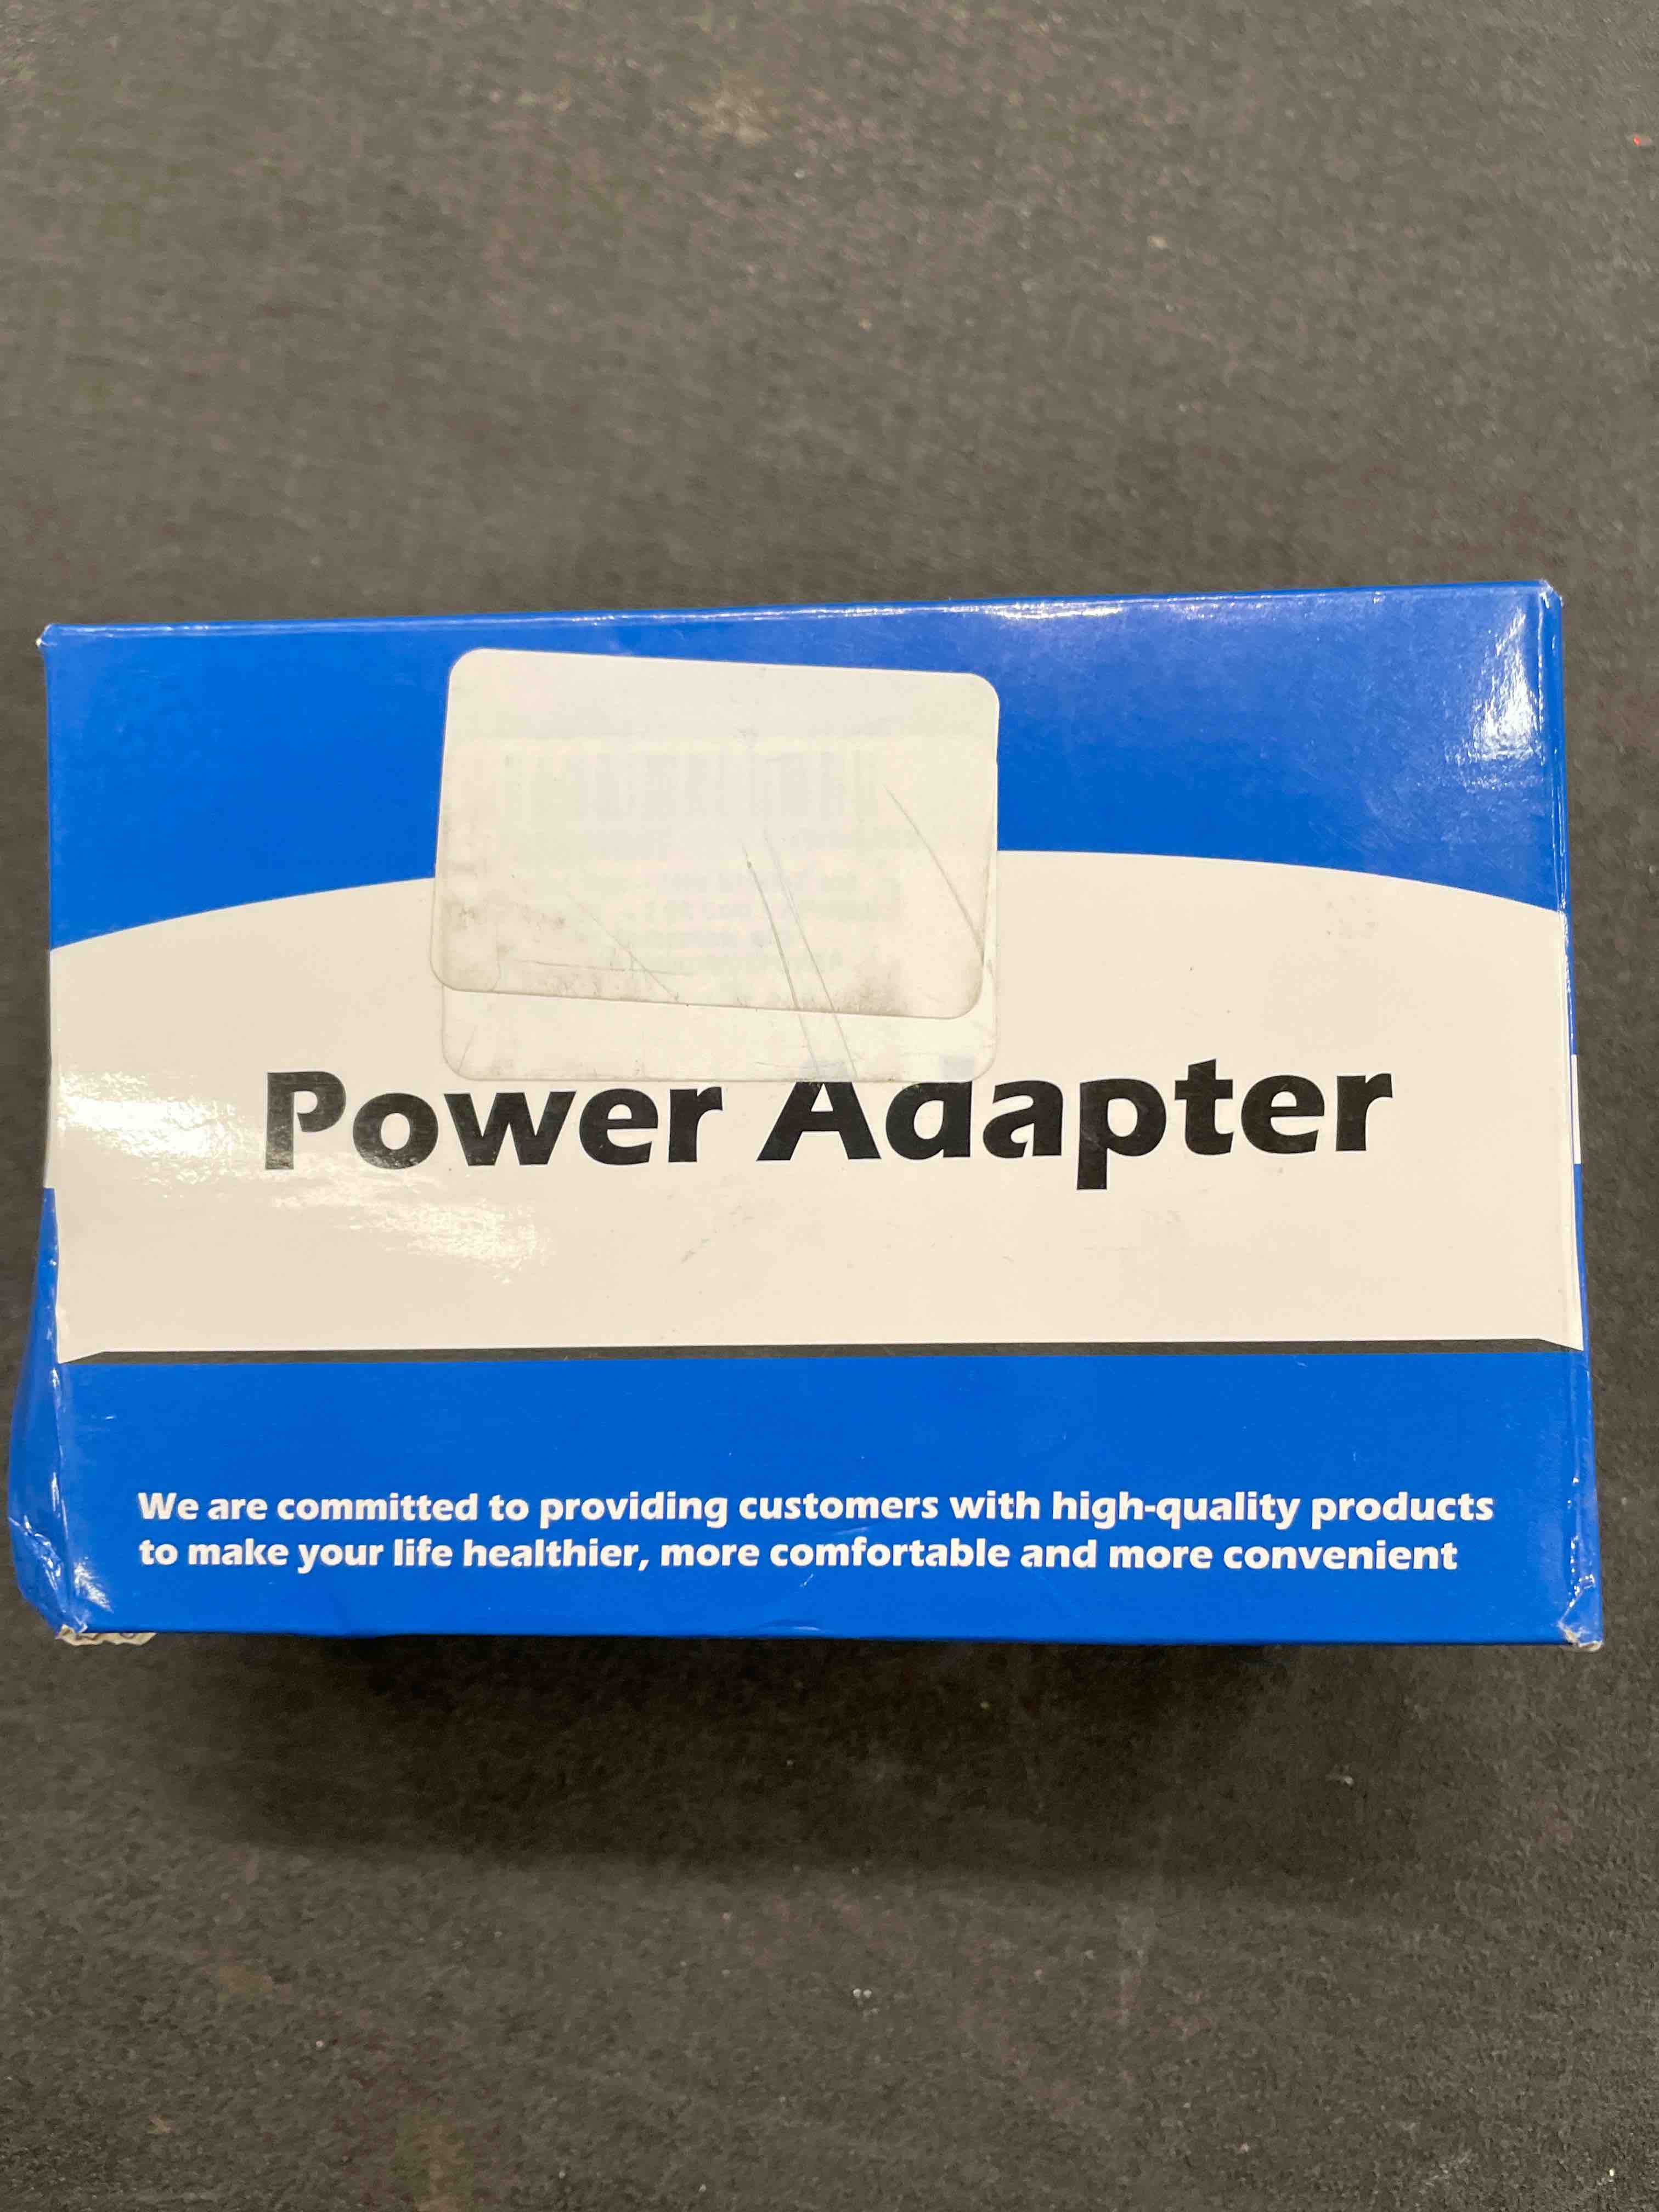 Power Adapter
We are committed to providing customers with high-quality products
to make your life healthier, more comfortable and more convenient